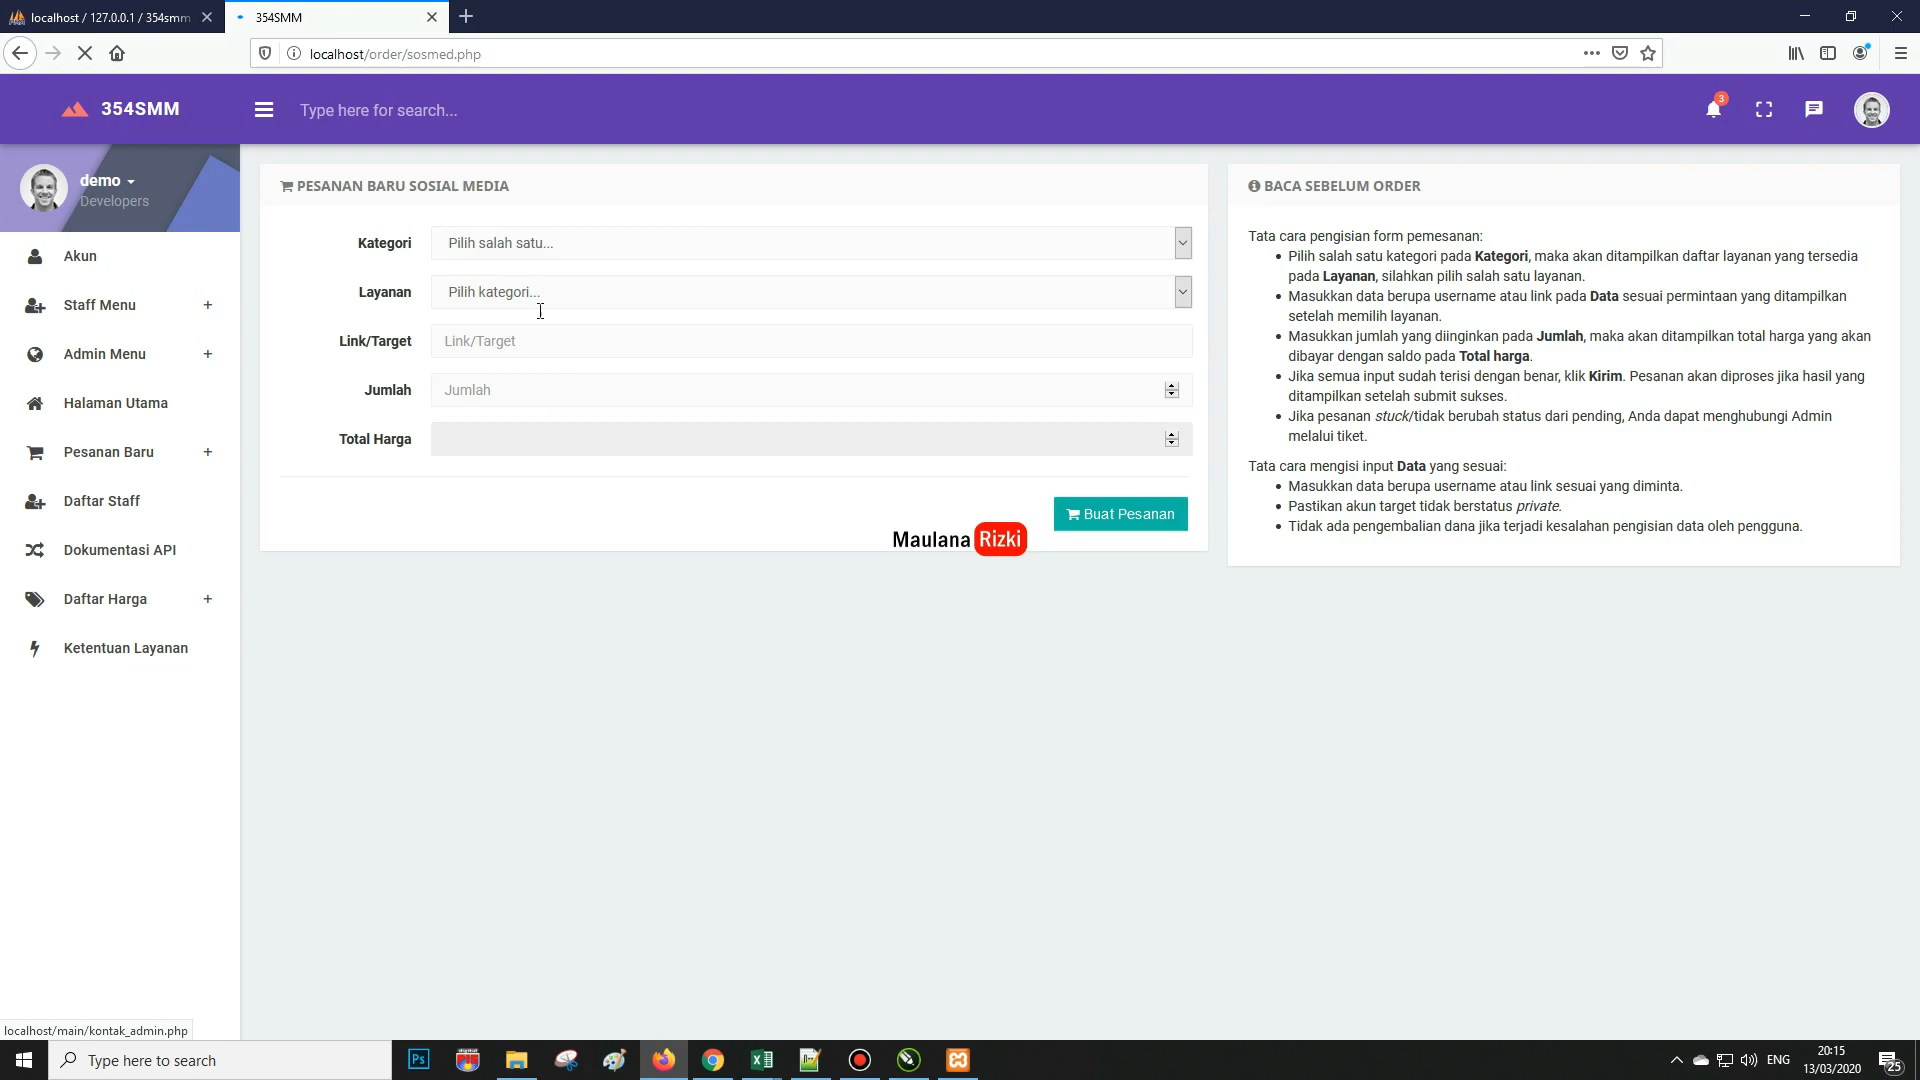 localhost / 127.0.0.1 / 354smm
354SMM
localhost/order/sosmed.php
354SMM
Type here for search...
3
demo
Developers
Akun
Staff Menu +
Admin Menu +
Halaman Utama
Pesanan Baru +
Daftar Staff
Dokumentasi API
Daftar Harga +
Ketentuan Layanan
PESANAN BARU SOSIAL MEDIA
Kategori Pilih salah satu...
Layanan Pilih kategori...
Link/Target Link/Target
Jumlah Jumlah
Total Harga
Buat Pesanan
Maulana Rizki
BACA SEBELUM ORDER
Tata cara pengisian form pemesanan:
Pilih salah satu kategori pada Kategori, maka akan ditampilkan daftar layanan yang tersedia
pada Layanan, silahkan pilih salah satu layanan.
Masukkan data berupa username atau link pada Data sesuai permintaan yang ditampilkan
setelah memilih layanan.
Masukkan jumlah yang diinginkan pada Jumlah, maka akan ditampilkan total harga yang akan
dibayar dengan saldo pada Total harga.
Jika semua input sudah terisi dengan benar, klik Kirim. Pesanan akan diproses jika hasil yang
ditampilkan setelah submit sukses.
Jika pesanan stuck/tidak berubah status dari pending, Anda dapat menghubungi Admin
melalui tiket.
Tata cara mengisi input Data yang sesuai:
Masukkan data berupa username atau link sesuai yang diminta.
Pastikan akun target tidak berstatus private.
Tidak ada pengembalian dana jika terjadi kesalahan pengisian data oleh pengguna.
localhost/main/kontak_admin.php
Type here to search
Ps
ENG
20:15
13/03/2020
25